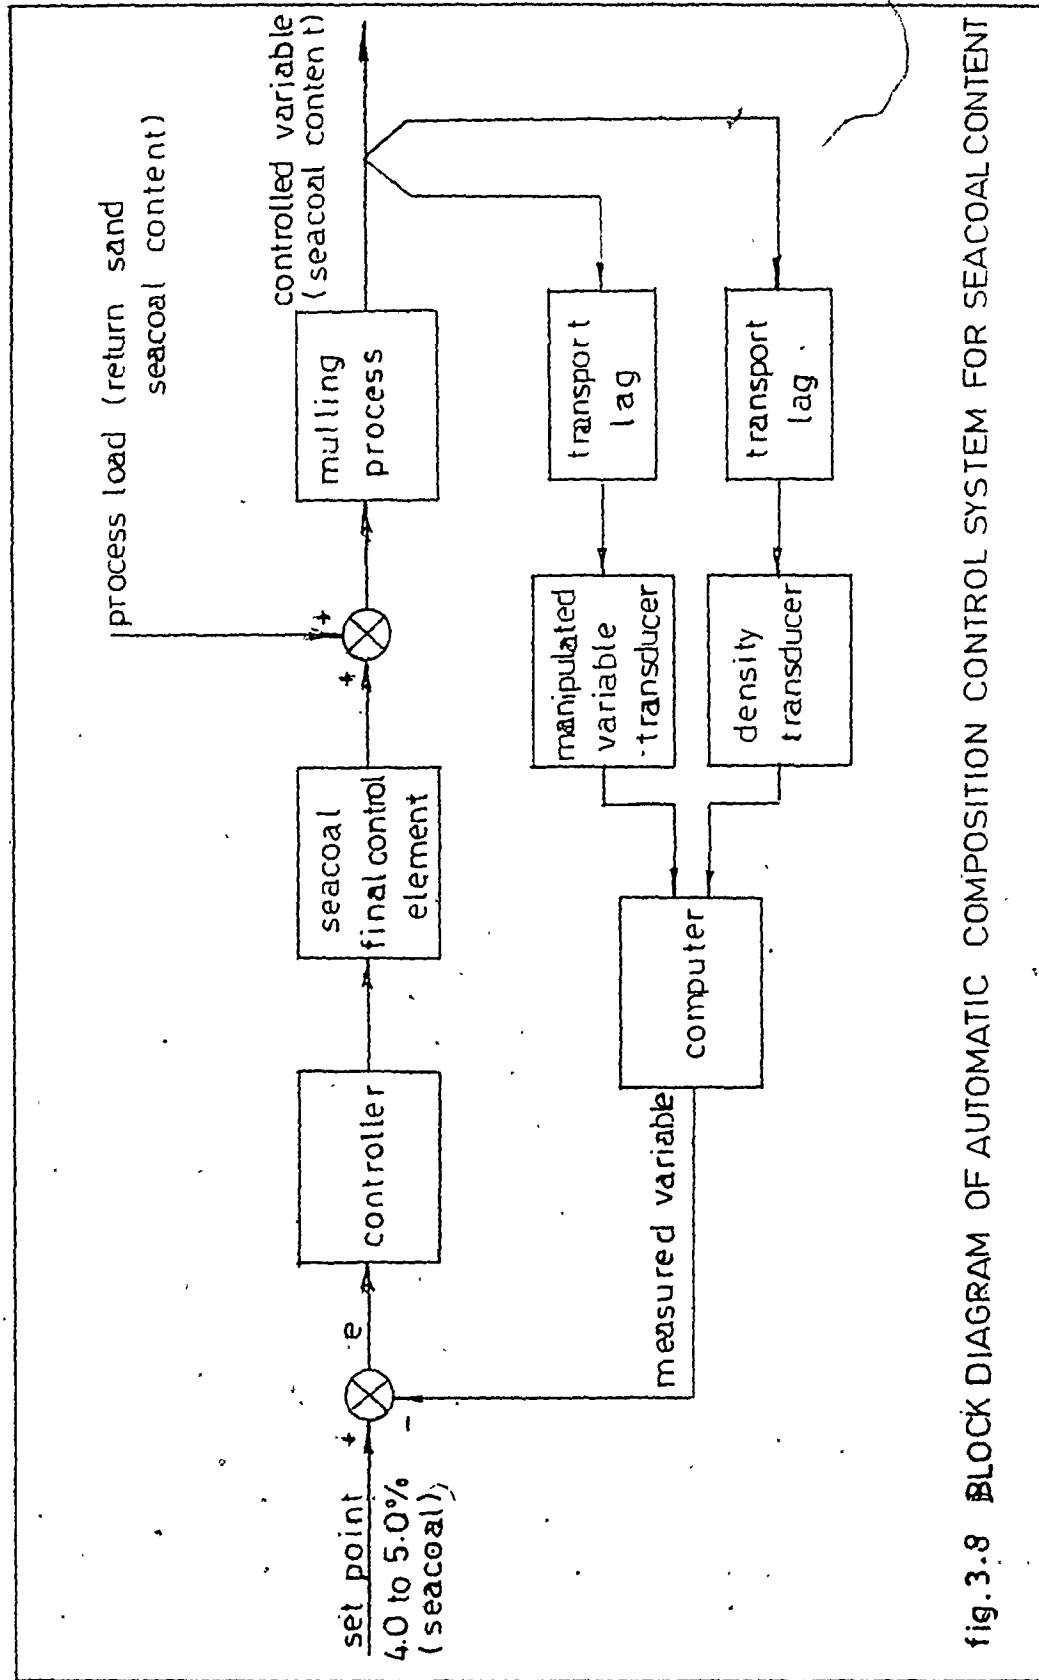 process load (return sand
seacoal content)
controlled variable
(seacoal content)
set point
4.0 to 5.0%
(seacoal)
+
-
e
controller
seacoal
final control
element
+
+
mulling
process
measured variable
computer
manipulated
variable
transducer
transport
lag
density
transducer
transport
lag
fig.3.8 BLOCK DIAGRAM OF AUTOMATIC COMPOSITION CONTROL SYSTEM FOR SEACOAL CONTENT